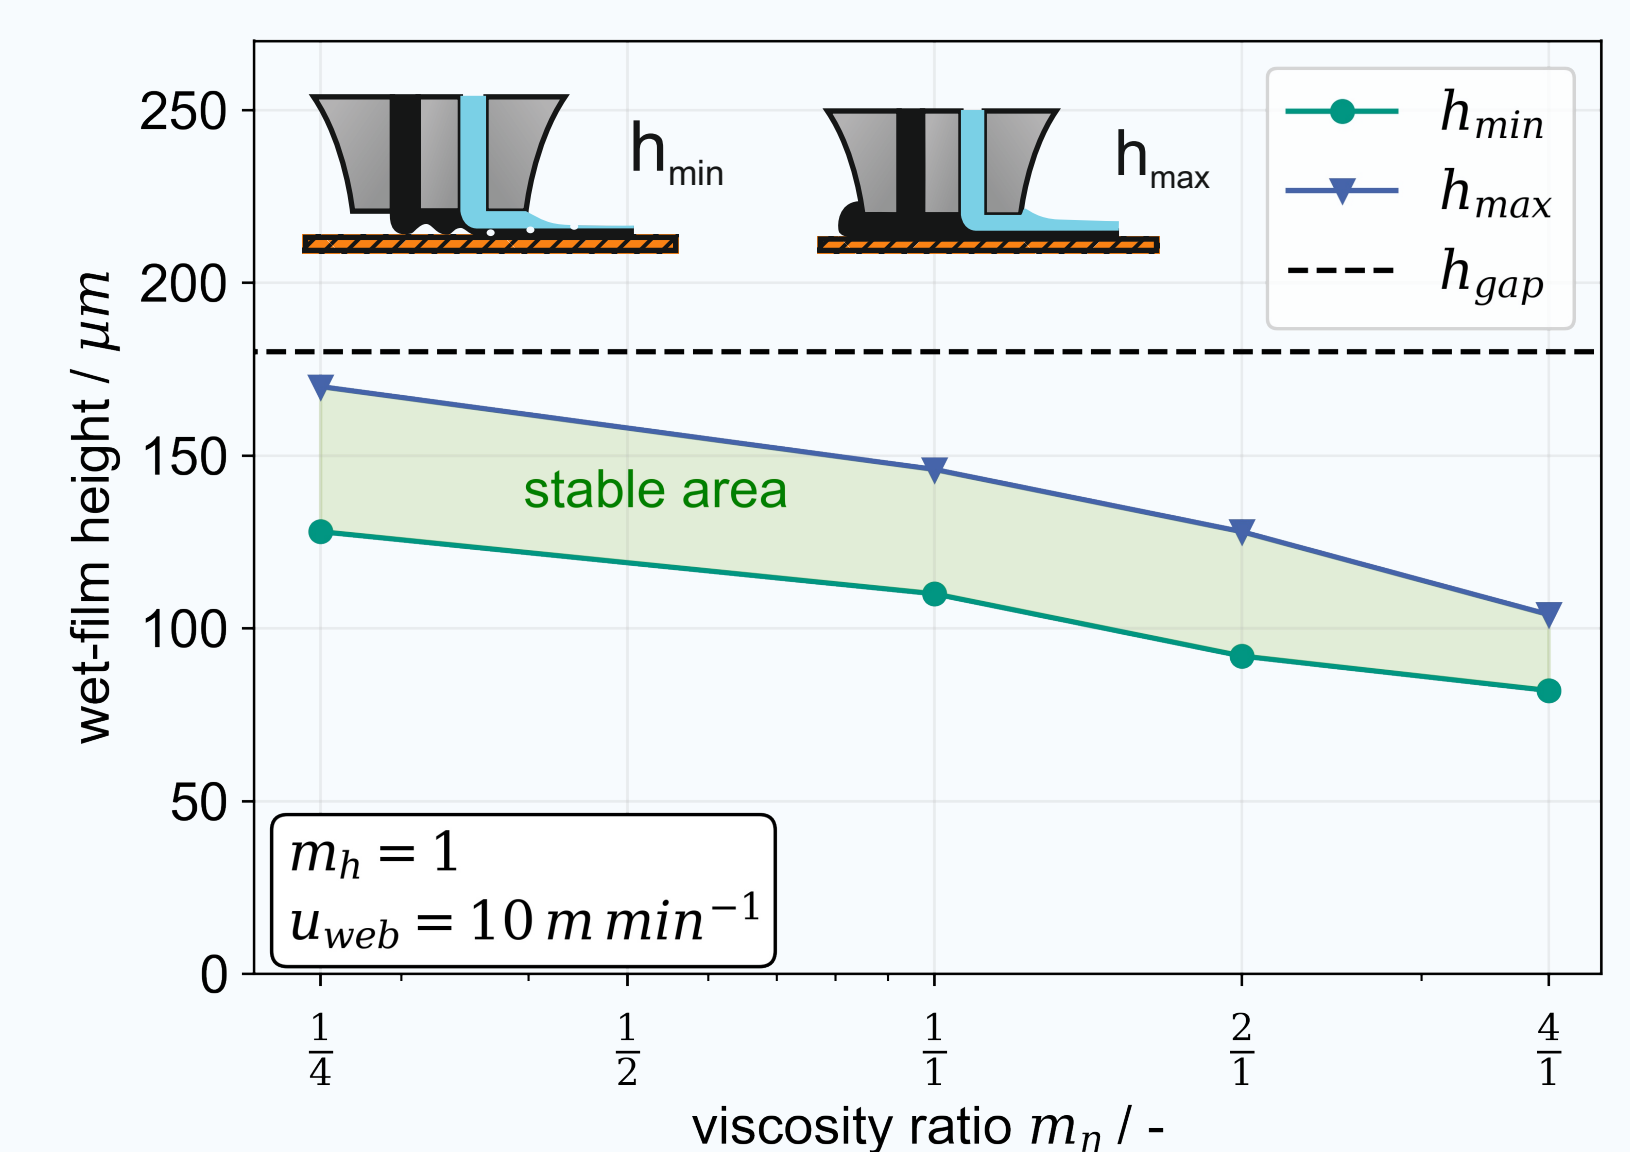 250
200
150
100
50
0
wet-film height / μm
h_min
h_max
h_min
h_max
h_gap
stable area
m_h = 1
u_web = 10 m min⁻¹
1/4
1/2
1/1
2/1
4/1
viscosity ratio m_η / -